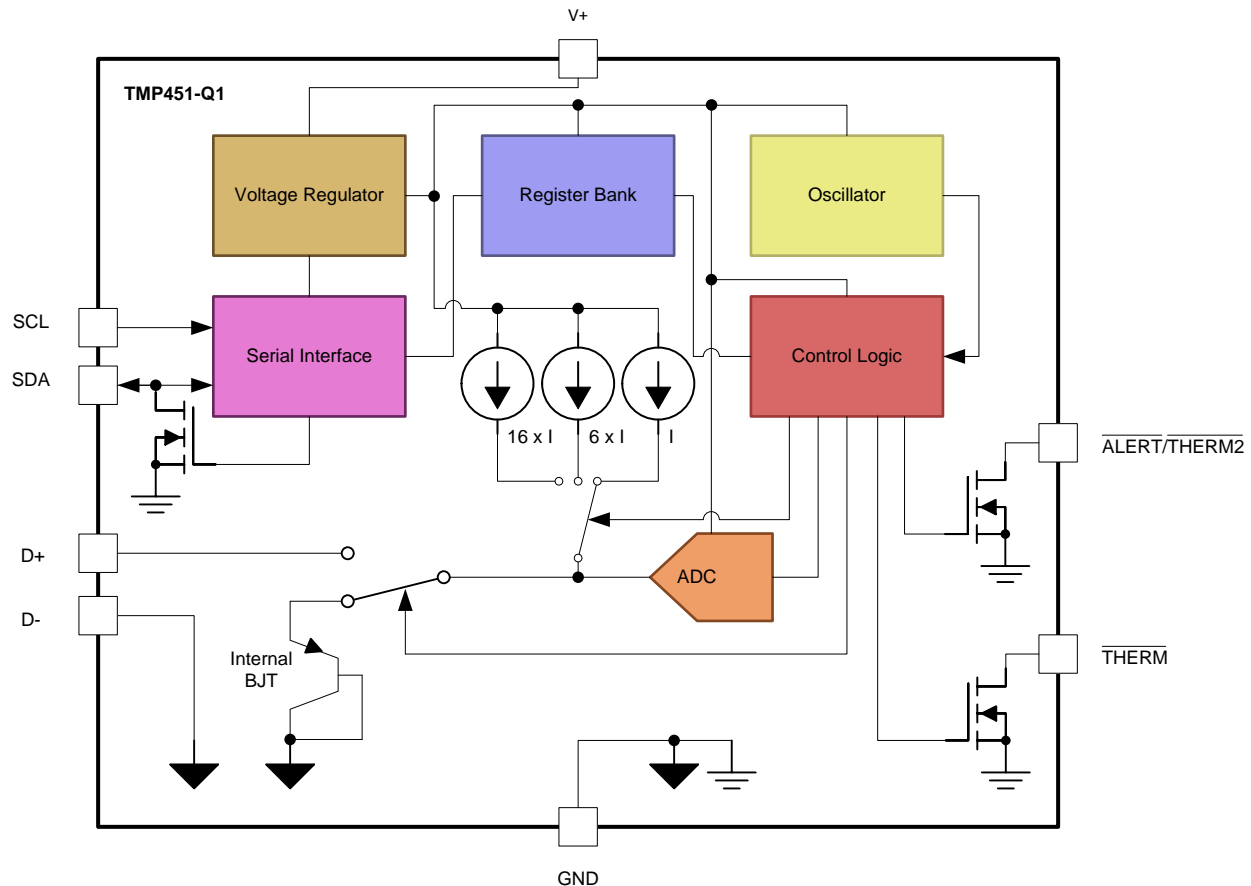 V+
TMP451-Q1
Voltage Regulator
Register Bank
Oscillator
SCL
Serial Interface
Control Logic
SDA
16 x I
6 x I
I
ALERT/THERM2
D+
ADC
D-
Internal
BJT
THERM
GND